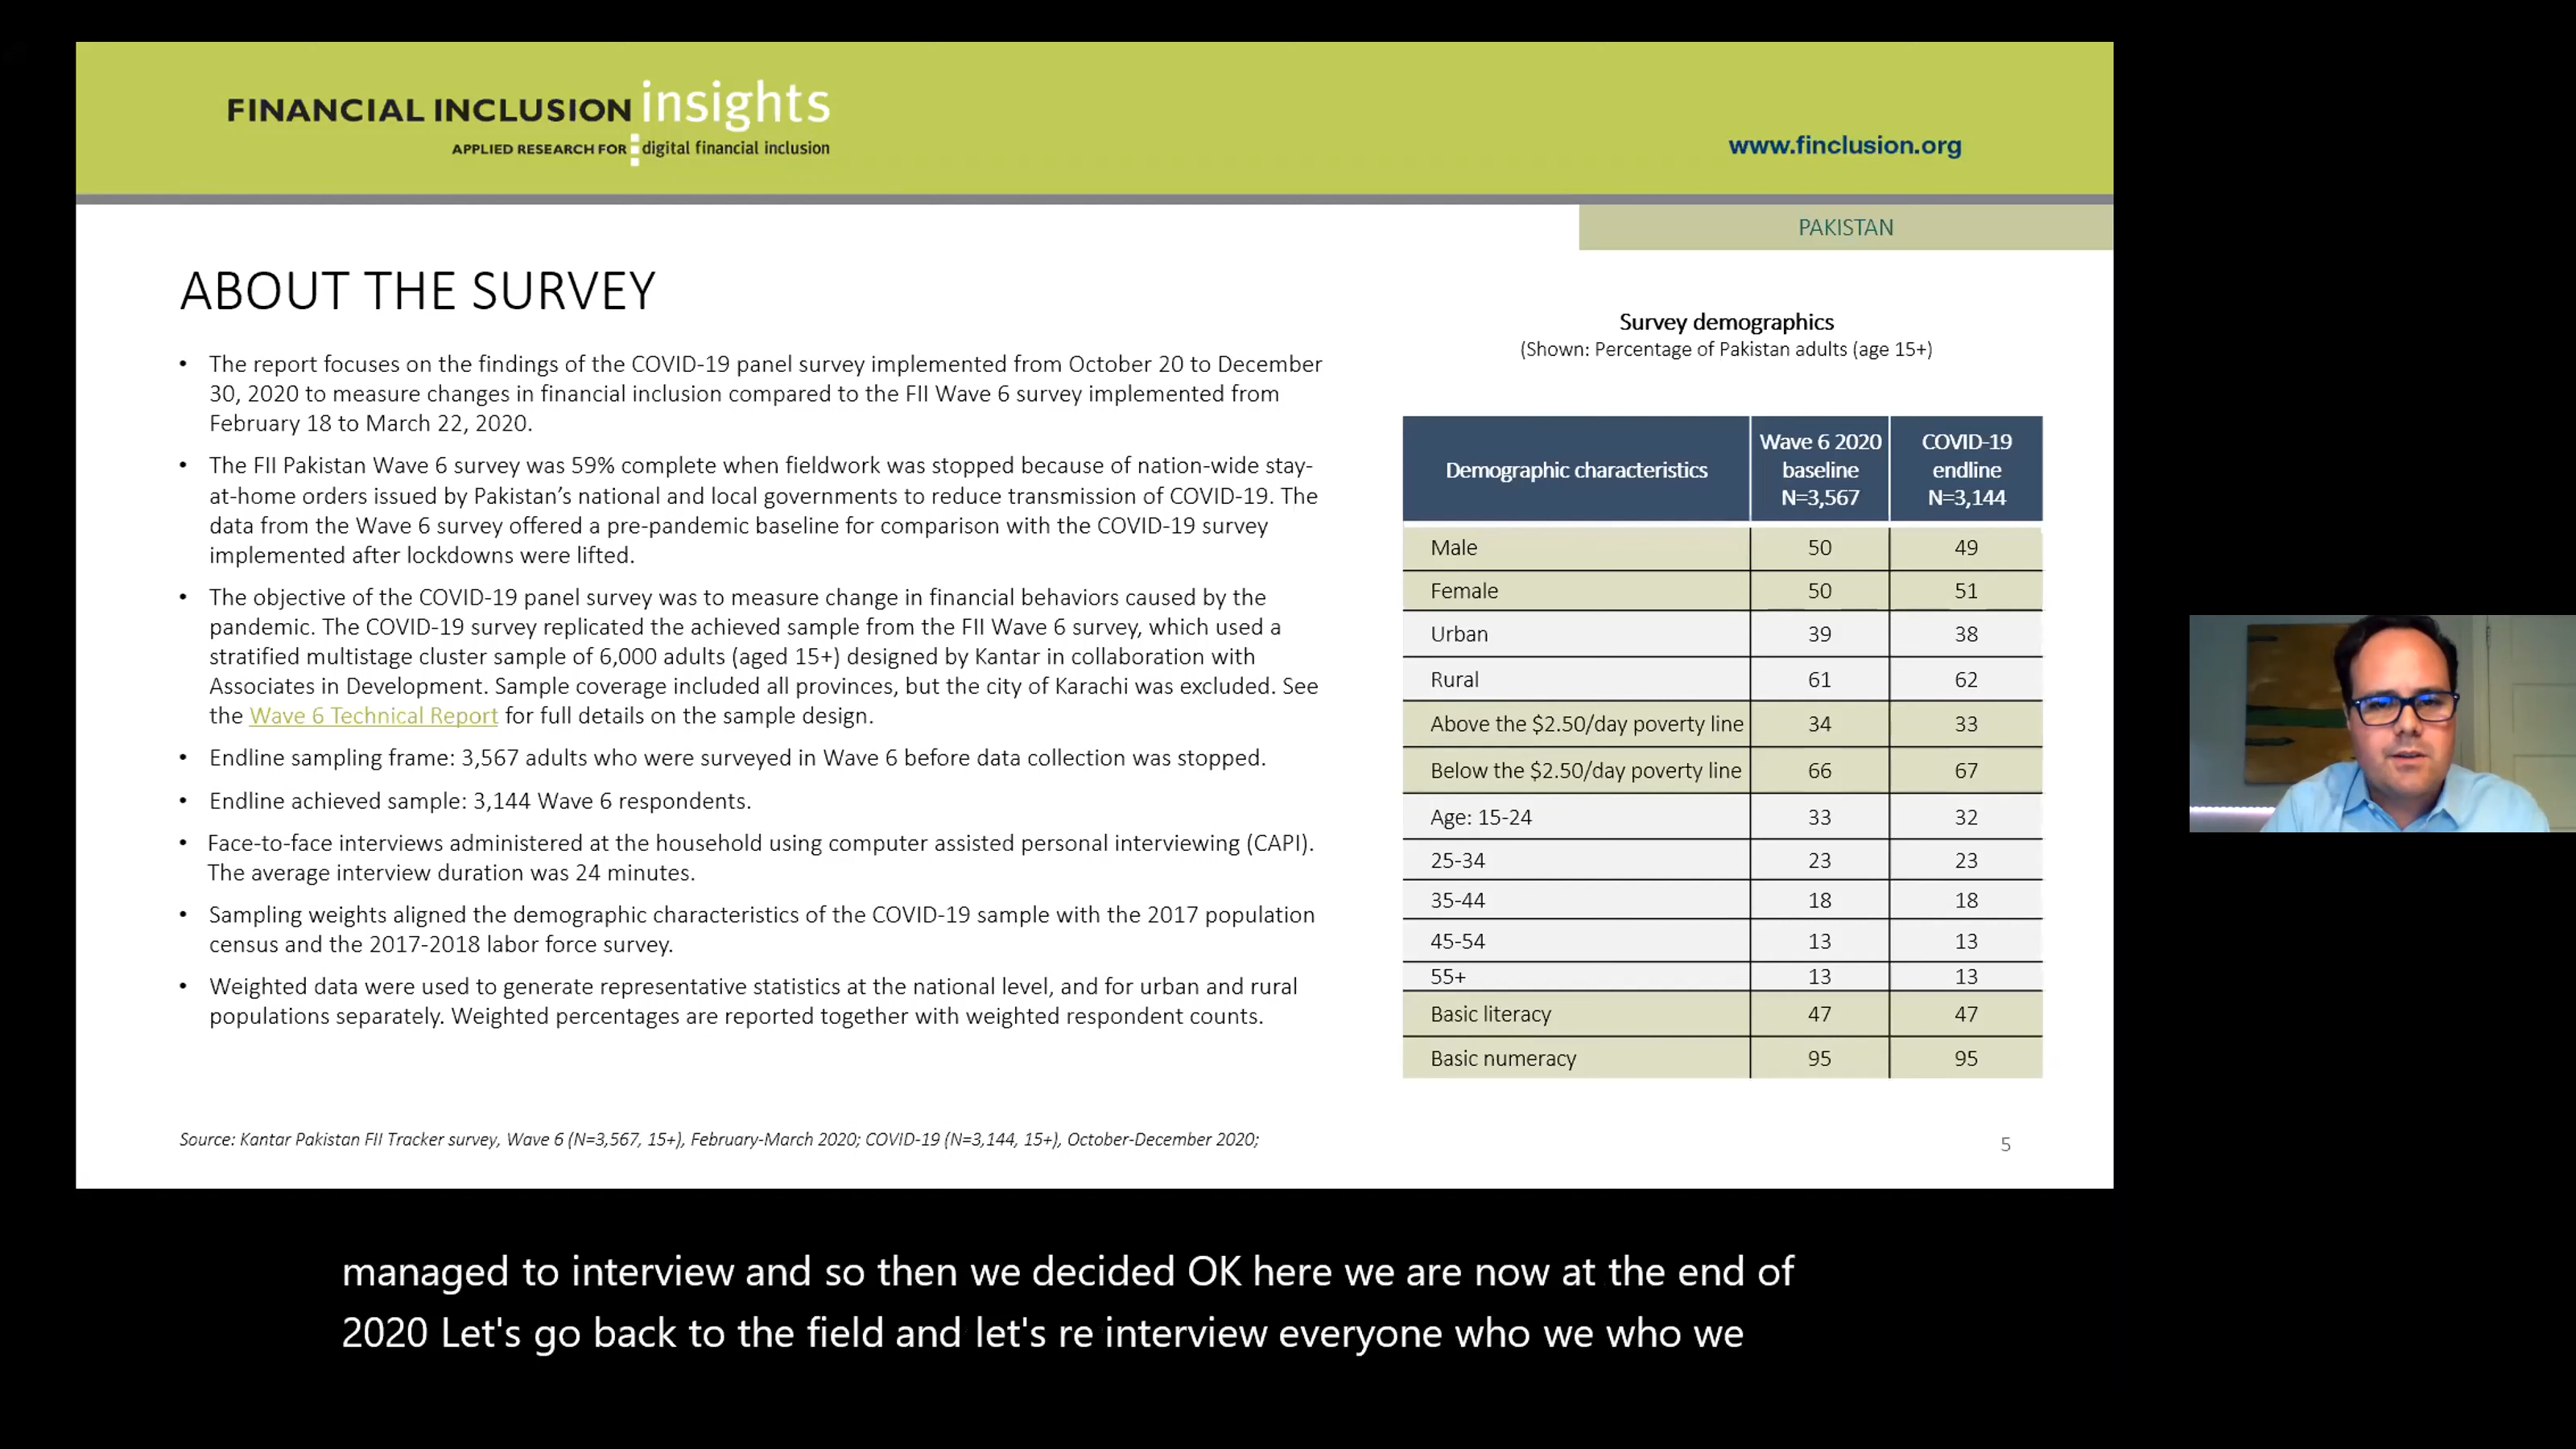 FINANCIAL INCLUSION insights
APPLIED RESEARCH FOR digital financial inclusion
www.finclusion.org
PAKISTAN
ABOUT THE SURVEY
• The report focuses on the findings of the COVID-19 panel survey implemented from October 20 to December
30, 2020 to measure changes in financial inclusion compared to the FII Wave 6 survey implemented from
February 18 to March 22, 2020.
• The FII Pakistan Wave 6 survey was 59% complete when fieldwork was stopped because of nation-wide stay-
at-home orders issued by Pakistan's national and local governments to reduce transmission of COVID-19. The
data from the Wave 6 survey offered a pre-pandemic baseline for comparison with the COVID-19 survey
implemented after lockdowns were lifted.
• The objective of the COVID-19 panel survey was to measure change in financial behaviors caused by the
pandemic. The COVID-19 survey replicated the achieved sample from the FII Wave 6 survey, which used a
stratified multistage cluster sample of 6,000 adults (aged 15+) designed by Kantar in collaboration with
Associates in Development. Sample coverage included all provinces, but the city of Karachi was excluded. See
the Wave 6 Technical Report for full details on the sample design.
• Endline sampling frame: 3,567 adults who were surveyed in Wave 6 before data collection was stopped.
• Endline achieved sample: 3,144 Wave 6 respondents.
• Face-to-face interviews administered at the household using computer assisted personal interviewing (CAPI).
The average interview duration was 24 minutes.
• Sampling weights aligned the demographic characteristics of the COVID-19 sample with the 2017 population
census and the 2017-2018 labor force survey.
• Weighted data were used to generate representative statistics at the national level, and for urban and rural
populations separately. Weighted percentages are reported together with weighted respondent counts.
Survey demographics
(Shown: Percentage of Pakistan adults (age 15+)
Demographic characteristics
Wave 6 2020
baseline
N=3,567
COVID-19
endline
N=3,144
Male 50 49
Female 50 51
Urban 39 38
Rural 61 62
Above the $2.50/day poverty line 34 33
Below the $2.50/day poverty line 66 67
Age: 15-24 33 32
25-34 23 23
35-44 18 18
45-54 13 13
55+ 13 13
Basic literacy 47 47
Basic numeracy 95 95
Source: Kantar Pakistan FII Tracker survey, Wave 6 (N=3,567, 15+), February-March 2020; COVID-19 (N=3,144, 15+), October-December 2020;
5
managed to interview and so then we decided OK here we are now at the end of
2020 Let's go back to the field and let's re interview everyone who we who we